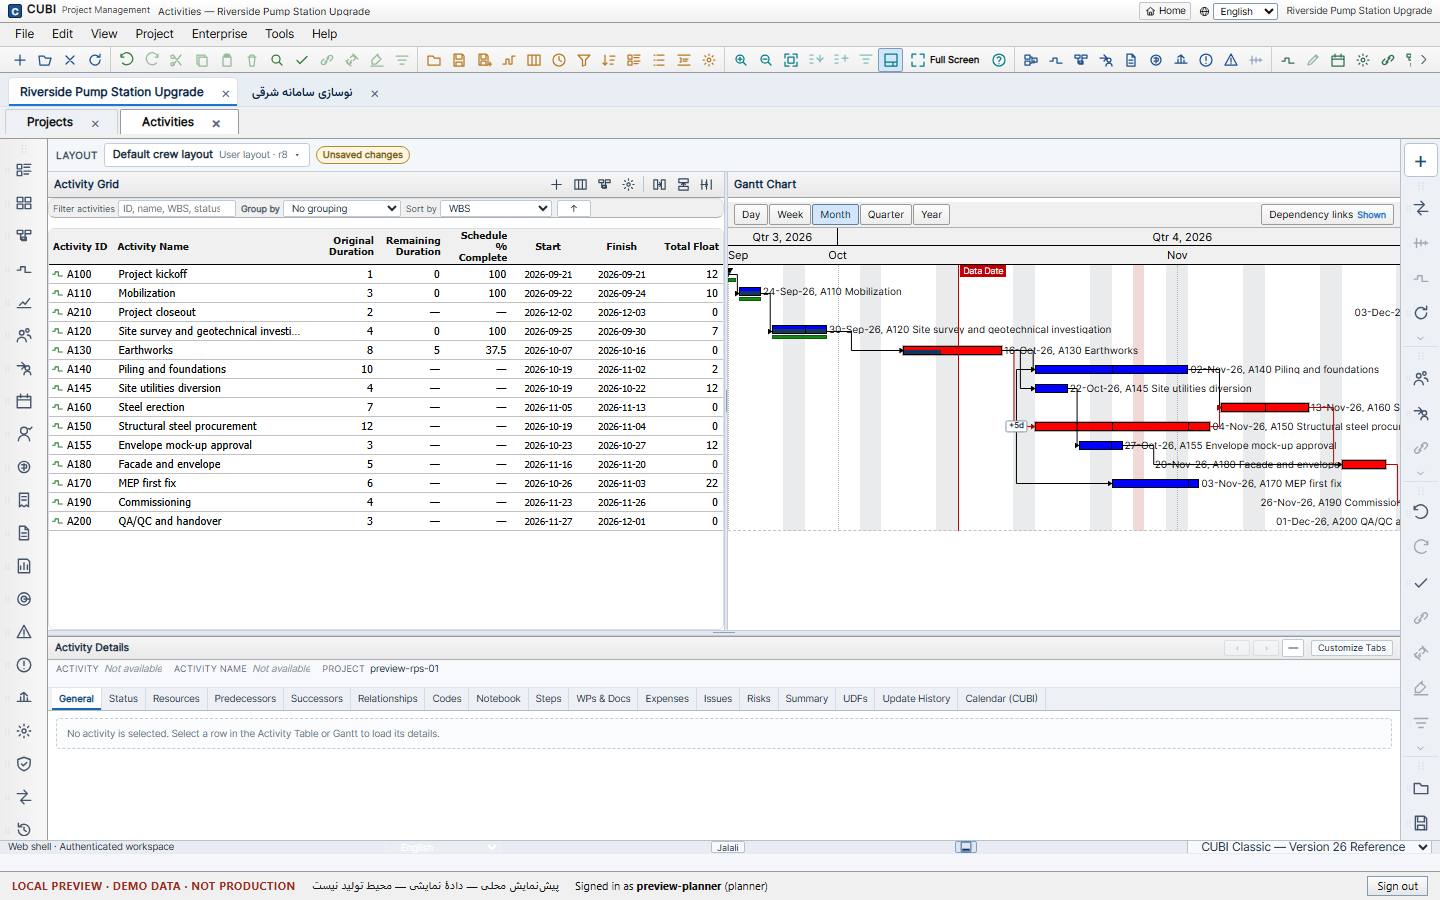 CUBI Project Management Activities — Riverside Pump Station Upgrade Home English Riverside Pump Station Upgrade
File Edit View Project Enterprise Tools Help
Full Screen
Riverside Pump Station Upgrade × نوسازی سامانه شرقی ×
Projects × Activities ×
LAYOUT Default crew layout User layout · r8 Unsaved changes
Activity Grid
Filter activities ID, name, WBS, status Group by No grouping Sort by WBS ↑
Activity ID Activity Name Original Duration Remaining Duration Schedule % Complete Start Finish Total Float
A100 Project kickoff 1 0 100 2026-09-21 2026-09-21 12
A110 Mobilization 3 0 100 2026-09-22 2026-09-24 10
A210 Project closeout 2 — — 2026-12-02 2026-12-03 0
A120 Site survey and geotechnical investi... 4 0 100 2026-09-25 2026-09-30 7
A130 Earthworks 8 5 37.5 2026-10-07 2026-10-16 0
A140 Piling and foundations 10 — — 2026-10-19 2026-11-02 2
A145 Site utilities diversion 4 — — 2026-10-19 2026-10-22 12
A160 Steel erection 7 — — 2026-11-05 2026-11-13 0
A150 Structural steel procurement 12 — — 2026-10-19 2026-11-04 0
A155 Envelope mock-up approval 3 — — 2026-10-23 2026-10-27 12
A180 Facade and envelope 5 — — 2026-11-16 2026-11-20 0
A170 MEP first fix 6 — — 2026-10-26 2026-11-03 22
A190 Commissioning 4 — — 2026-11-23 2026-11-26 0
A200 QA/QC and handover 3 — — 2026-11-27 2026-12-01 0
Gantt Chart
Day Week Month Quarter Year Dependency links Shown
Qtr 3, 2026 Qtr 4, 2026
Sep Oct Nov
Data Date
24-Sep-26, A110 Mobilization
03-Dec-2
30-Sep-26, A120 Site survey and geotechnical investigation
16-Oct-26, A130 Earthworks
02-Nov-26, A140 Piling and foundations
22-Oct-26, A145 Site utilities diversion
13-Nov-26, A160 S
+5d 04-Nov-26, A150 Structural steel procur
27-Oct-26, A155 Envelope mock-up approval
20-Nov-26, A180 Facade and envelope
03-Nov-26, A170 MEP first fix
26-Nov-26, A190 Commission
01-Dec-26, A200 QA/QC a
Activity Details Customize Tabs
ACTIVITY Not available ACTIVITY NAME Not available PROJECT preview-rps-01
General Status Resources Predecessors Successors Relationships Codes Notebook Steps WPs & Docs Expenses Issues Risks Summary UDFs Update History Calendar (CUBI)
No activity is selected. Select a row in the Activity Table or Gantt to load its details.
Web shell · Authenticated workspace English Jalali CUBI Classic — Version 26 Reference
LOCAL PREVIEW · DEMO DATA · NOT PRODUCTION پیش‌نمایش محلی — دادهٔ نمایشی — محیط تولید نیست Signed in as preview-planner (planner) Sign out